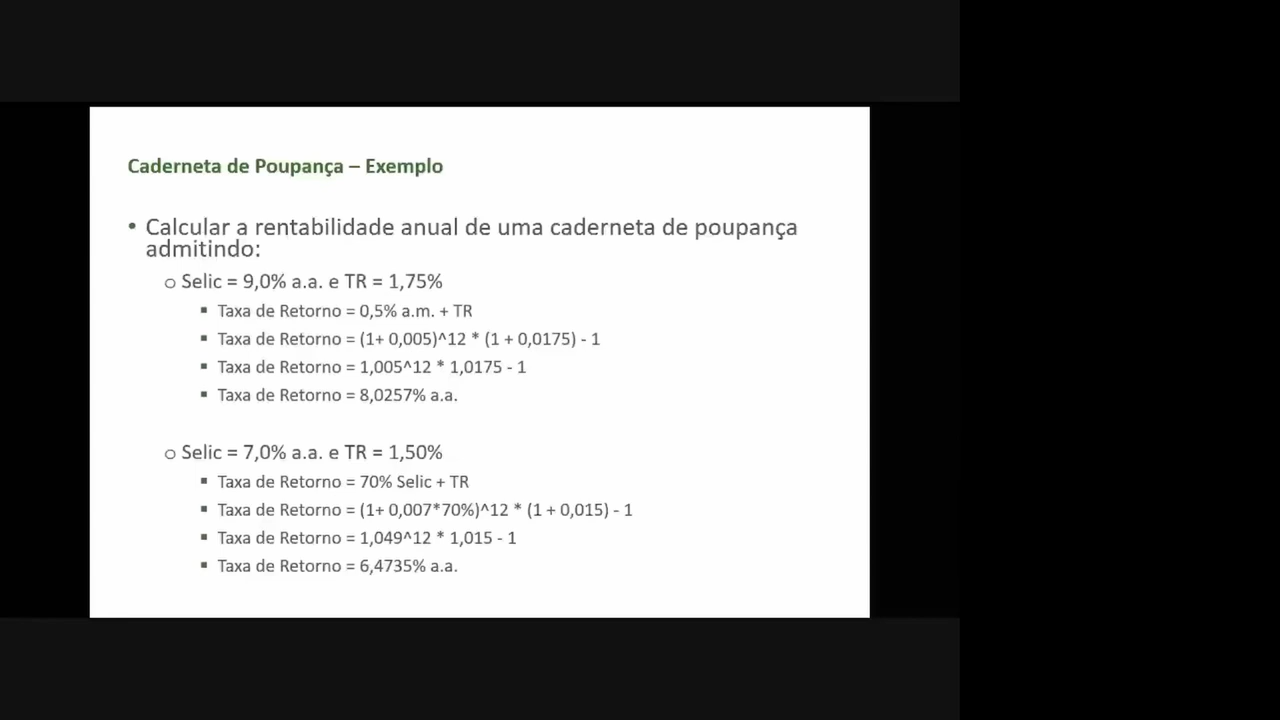 Caderneta de Poupança – Exemplo
• Calcular a rentabilidade anual de uma caderneta de poupança
admitindo:
o Selic = 9,0% a.a. e TR = 1,75%
▪ Taxa de Retorno = 0,5% a.m. + TR
▪ Taxa de Retorno = (1+ 0,005)^12 * (1 + 0,0175) - 1
▪ Taxa de Retorno = 1,005^12 * 1,0175 - 1
▪ Taxa de Retorno = 8,0257% a.a.
o Selic = 7,0% a.a. e TR = 1,50%
▪ Taxa de Retorno = 70% Selic + TR
▪ Taxa de Retorno = (1+ 0,007*70%)^12 * (1 + 0,015) - 1
▪ Taxa de Retorno = 1,049^12 * 1,015 - 1
▪ Taxa de Retorno = 6,4735% a.a.